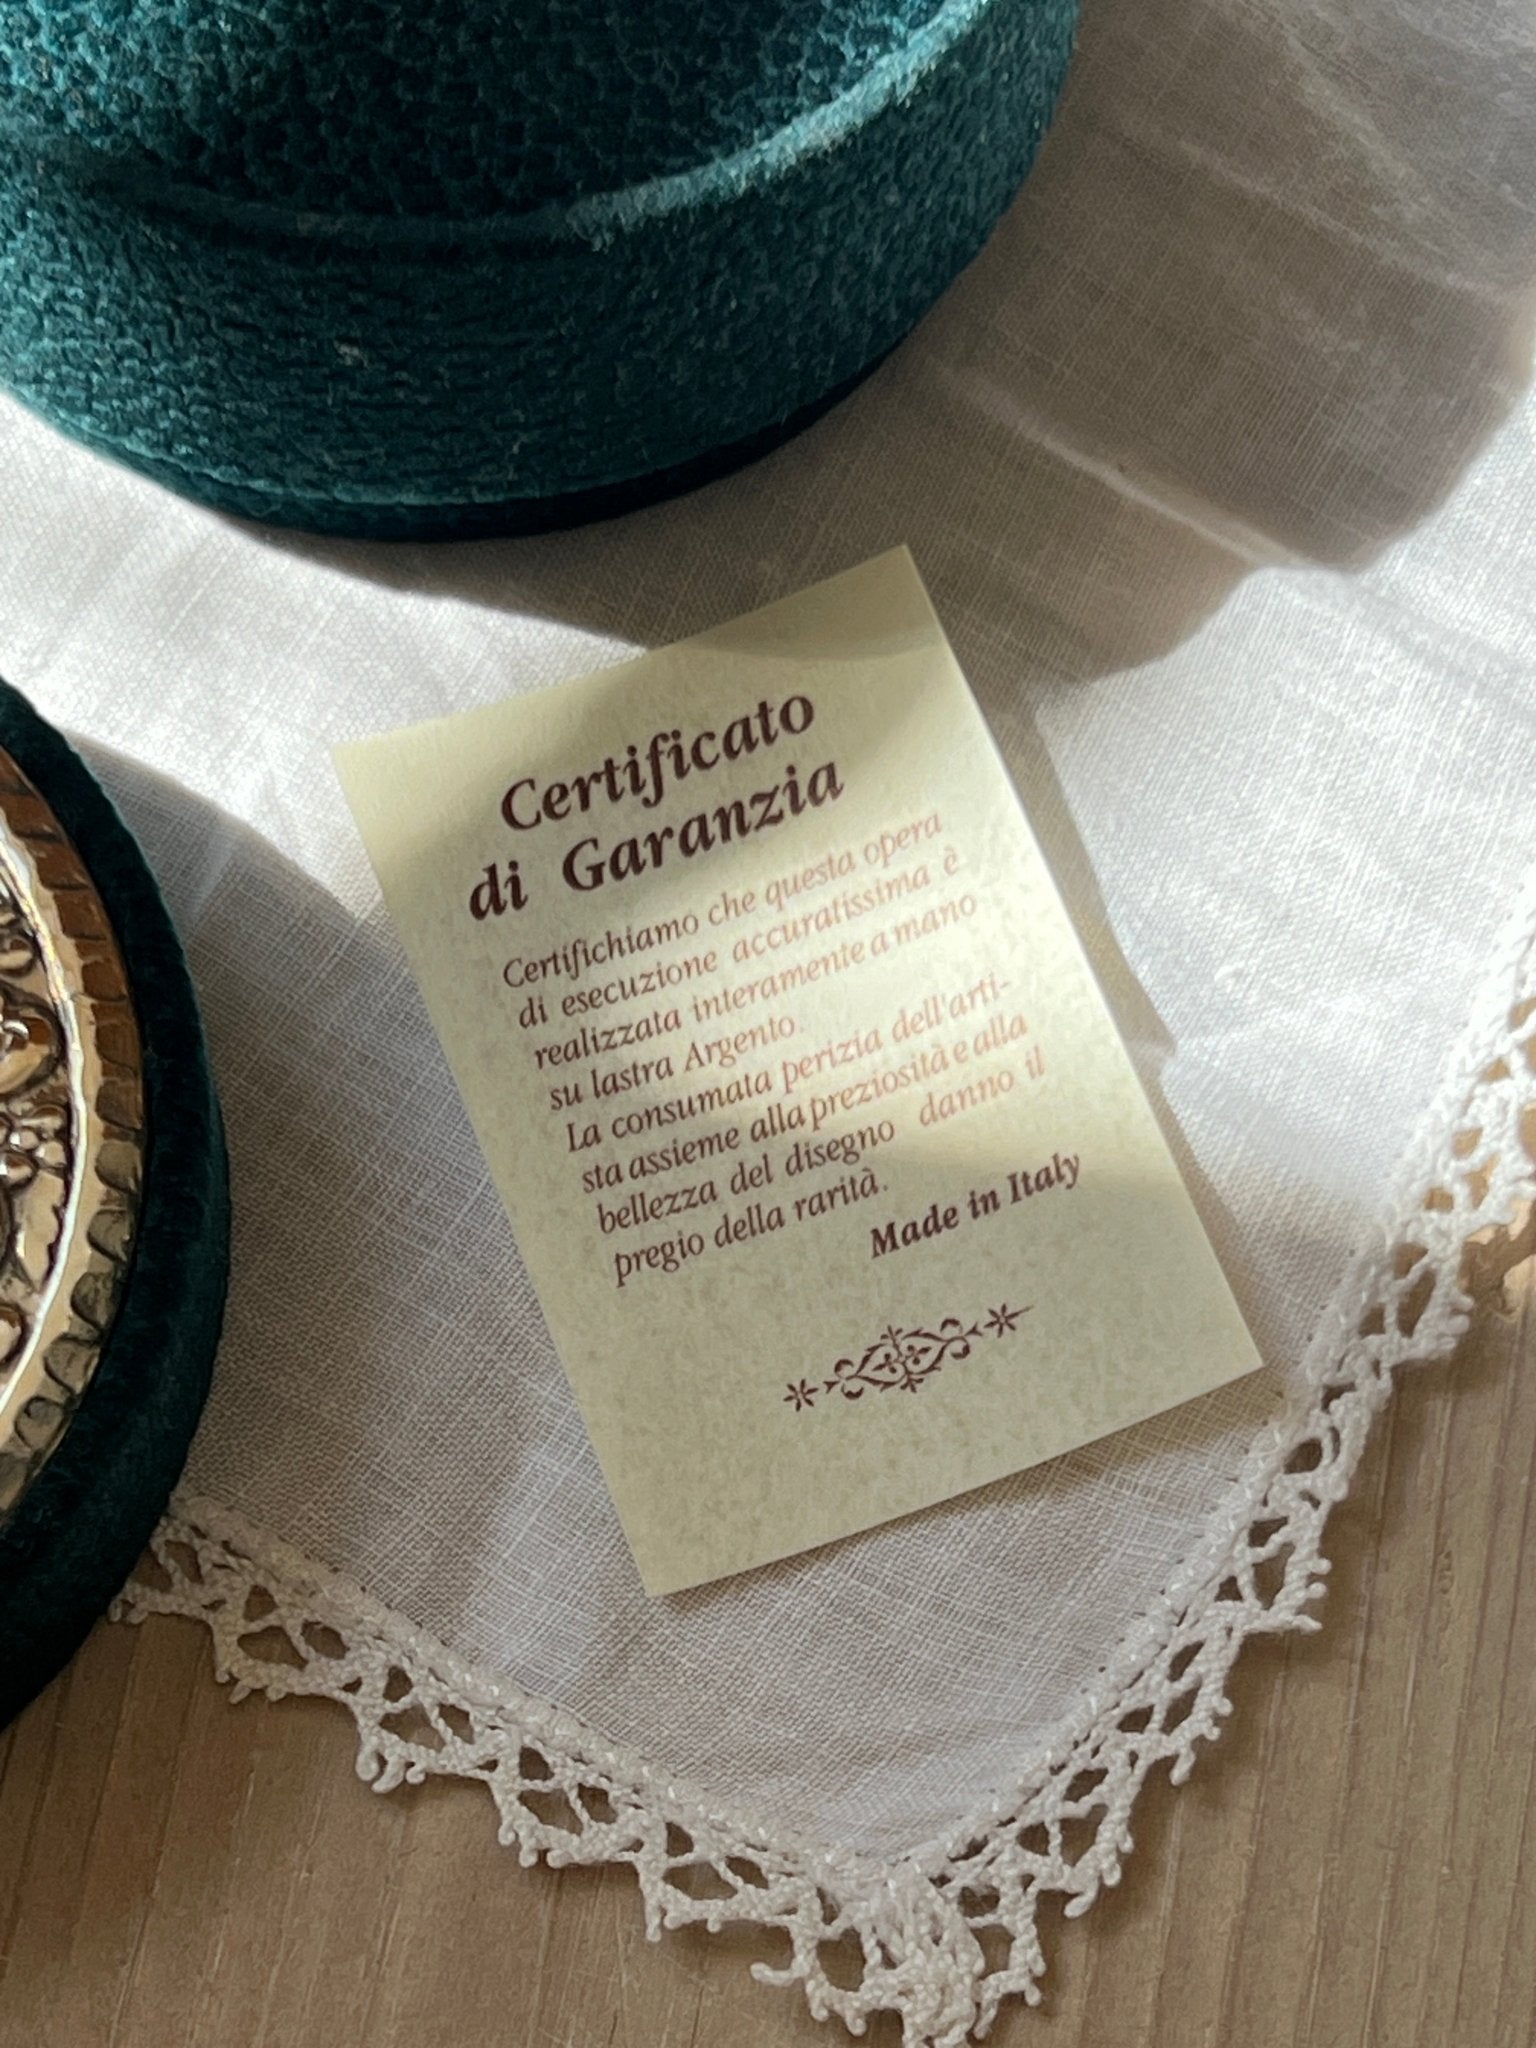 Certificato
di Garanzia
Certifichiamo che questa opera
di esecuzione accuratissima è
realizzata interamente a mano
su lastra Argento.
La consumata perizia dell'arti-
sta assieme alla preziosità e alla
bellezza del disegno danno il
pregio della rarità.
Made in Italy